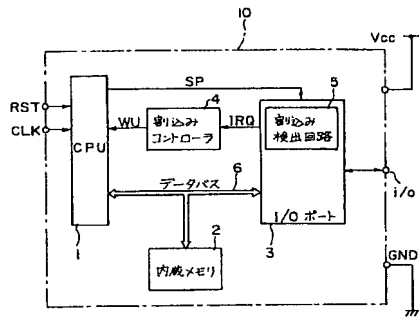 10
Vcc
SP
5
RST
CLK
CPU
WU
4
割込み
コントローラ
IRQ
割込み
検出回路
データバス
6
i/o
I/Oポート
1
2
内蔵メモリ
3
GND